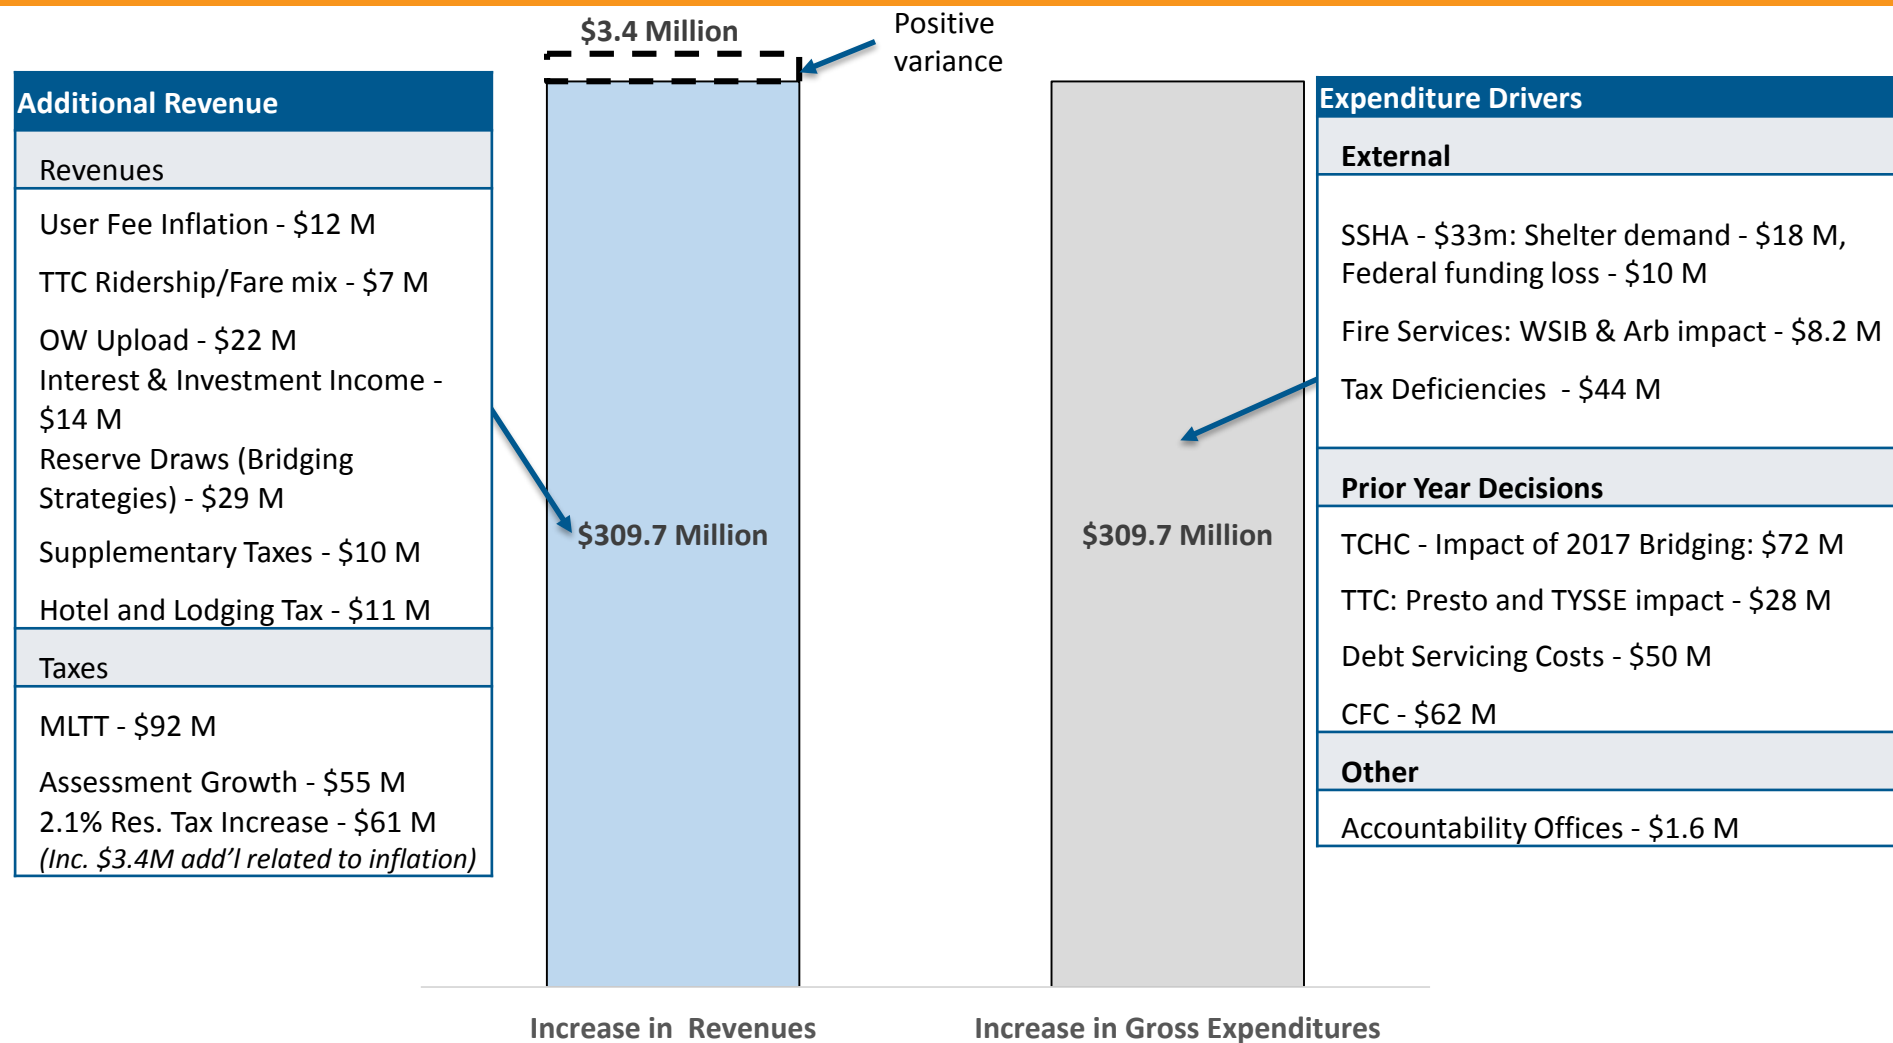 $3.4 Million
Positive
variance
Additional Revenue
Revenues
User Fee Inflation - $12 M
TTC Ridership/Fare mix - $7 M
OW Upload - $22 M
Interest & Investment Income -
$14 M
Reserve Draws (Bridging
Strategies) - $29 M
Supplementary Taxes - $10 M
Hotel and Lodging Tax - $11 M
Taxes
MLTT - $92 M
Assessment Growth - $55 M
2.1% Res. Tax Increase - $61 M
(Inc. $3.4M add’l related to inflation)
$309.7 Million
$309.7 Million
Expenditure Drivers
External
SSHA - $33m: Shelter demand - $18 M,
Federal funding loss - $10 M
Fire Services: WSIB & Arb impact - $8.2 M
Tax Deficiencies  - $44 M
Prior Year Decisions
TCHC - Impact of 2017 Bridging: $72 M
TTC: Presto and TYSSE impact - $28 M
Debt Servicing Costs - $50 M
CFC - $62 M
Other
Accountability Offices - $1.6 M
Increase in  Revenues
Increase in Gross Expenditures